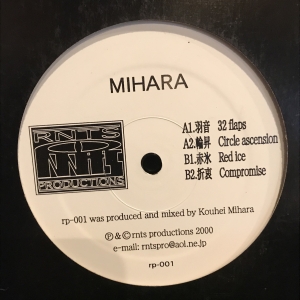 MIHARA
RNTS
PRODUCTIONS
A1.羽音 32 flaps
A2.輪昇 Circle ascension
B1.赤氷 Red ice
B2.折衷 Compromise
rp-001 was produced and mixed by Kouhei Mihara
℗ & © rnts productions 2000
e-mail: rntspro@aol.ne.jp
rp-001